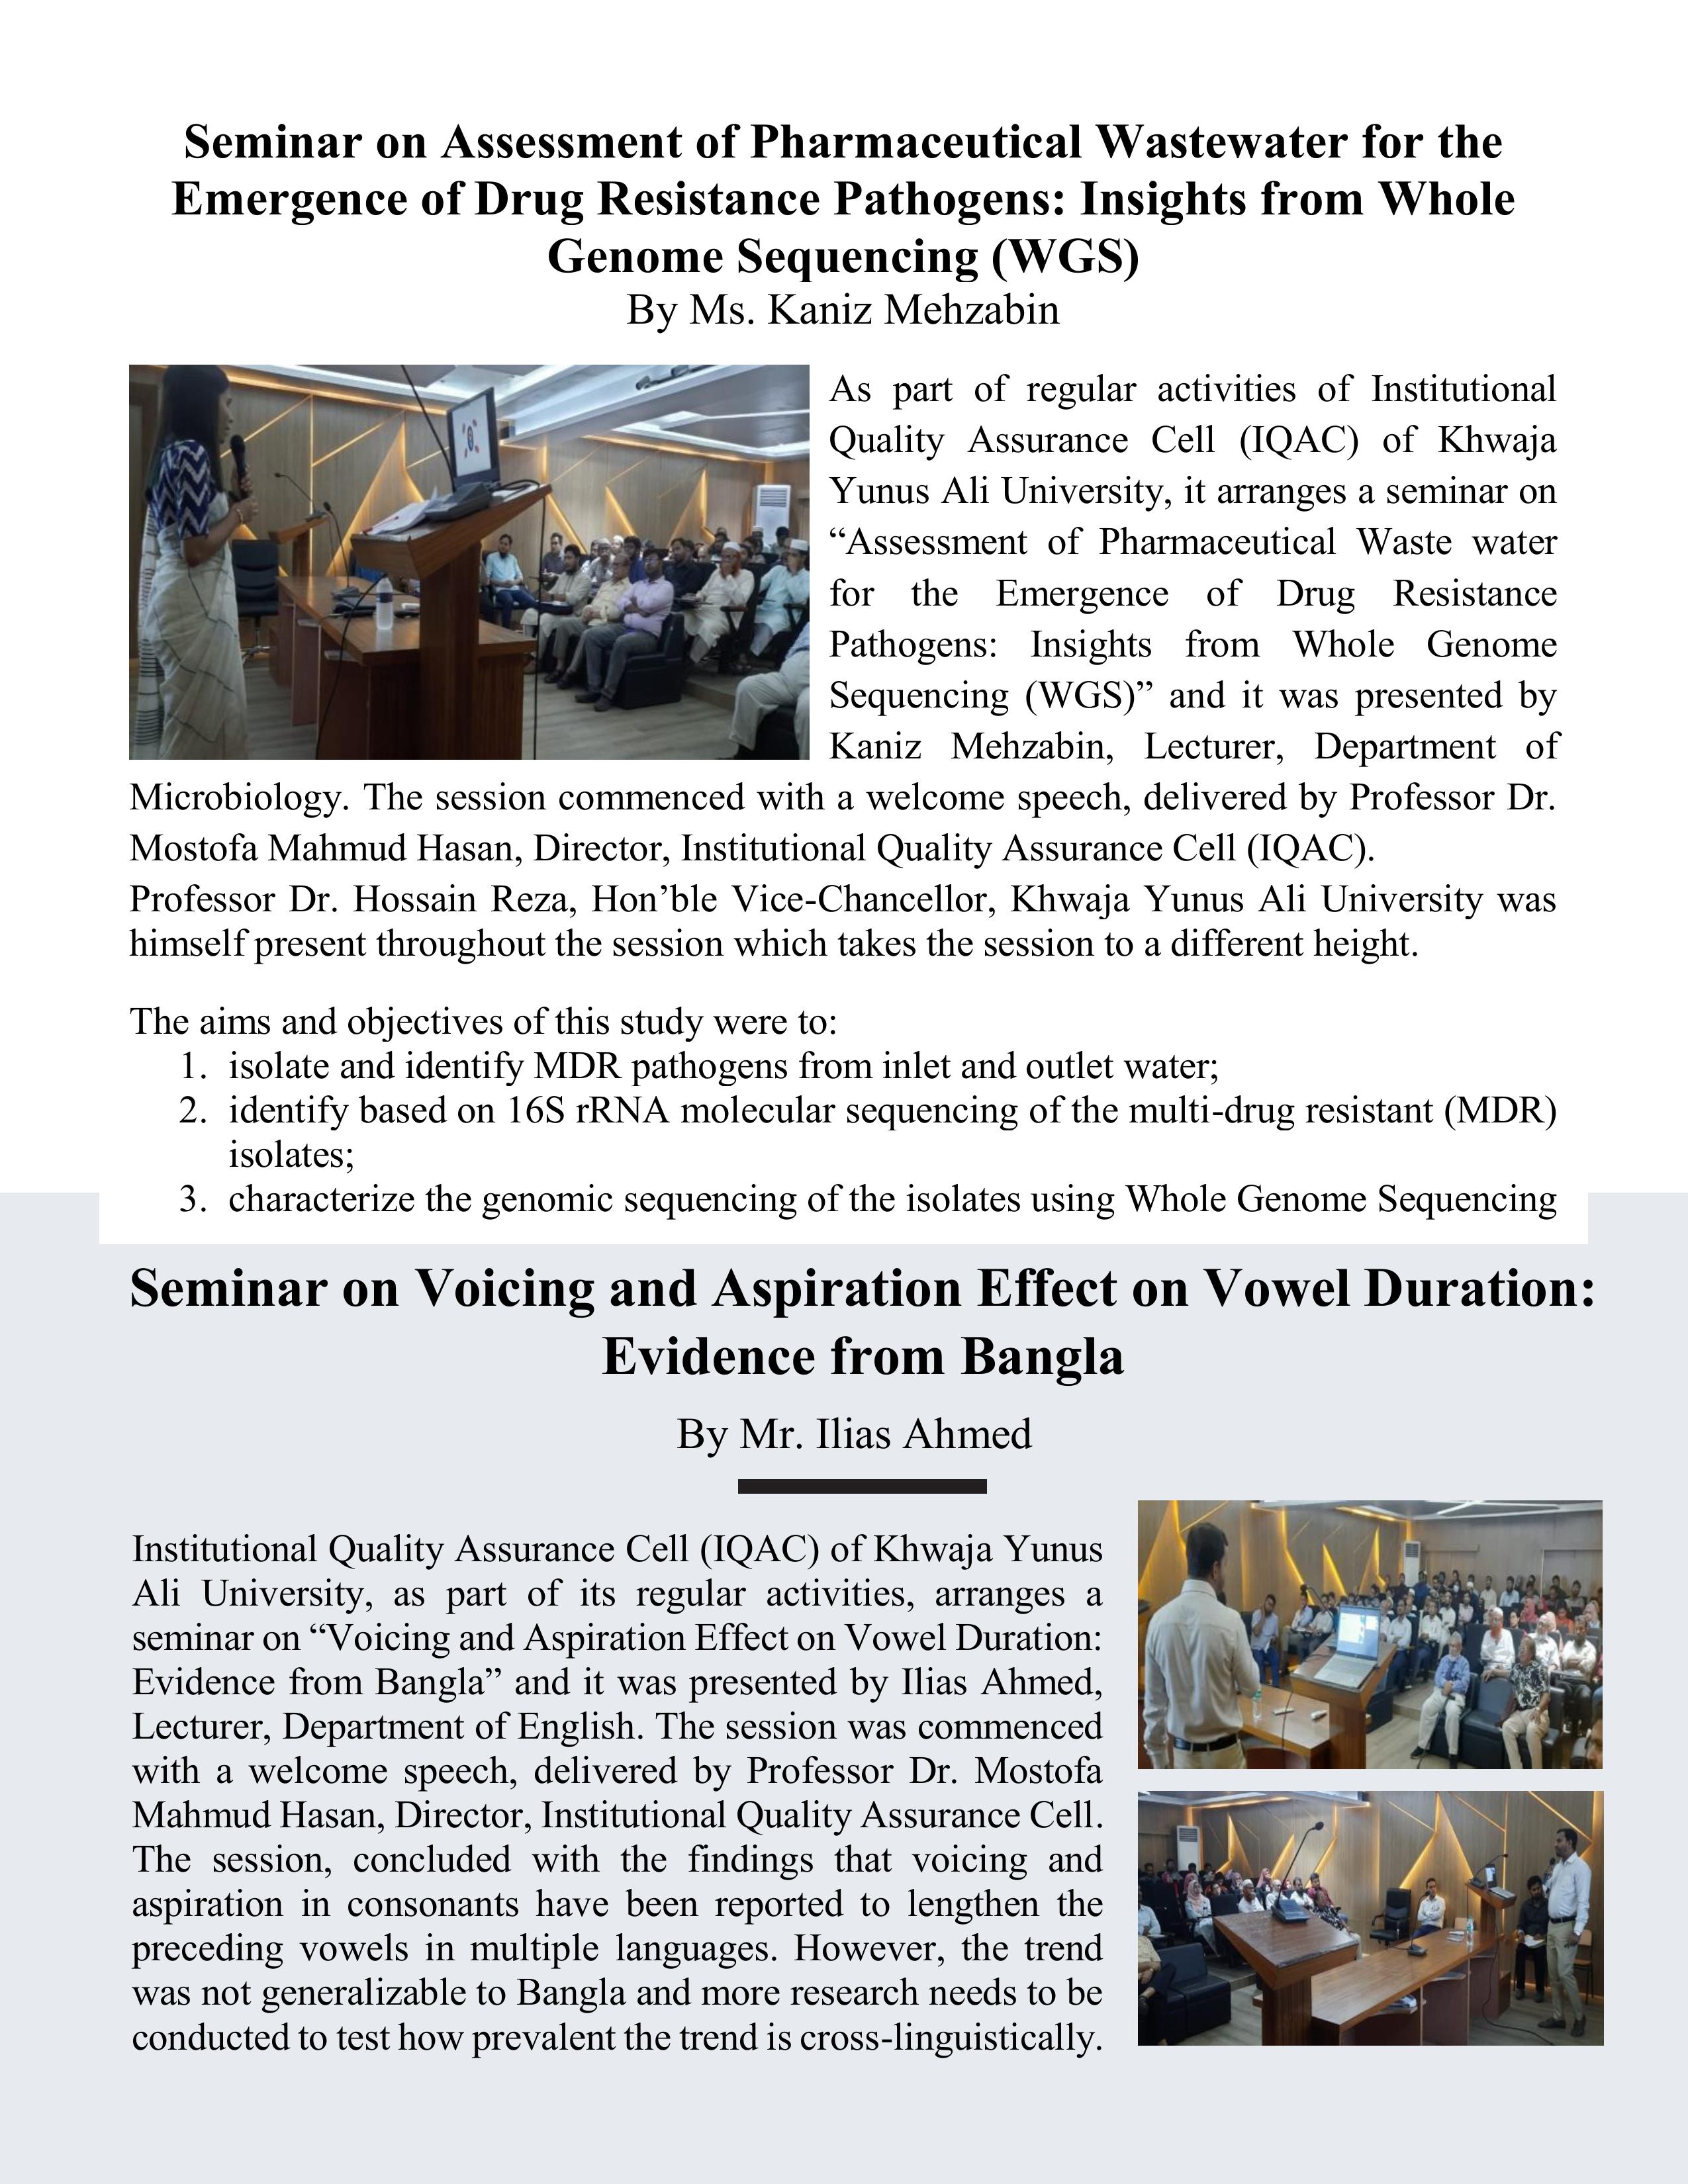 Seminar on Assessment of Pharmaceutical Wastewater for the
Emergence of Drug Resistance Pathogens: Insights from Whole
Genome Sequencing (WGS)
By Ms. Kaniz Mehzabin
As part of regular activities of Institutional
Quality Assurance Cell (IQAC) of Khwaja
Yunus Ali University, it arranges a seminar on
“Assessment of Pharmaceutical Waste water
for the Emergence of Drug Resistance
Pathogens: Insights from Whole Genome
Sequencing (WGS)” and it was presented by
Kaniz Mehzabin, Lecturer, Department of
Microbiology. The session commenced with a welcome speech, delivered by Professor Dr.
Mostofa Mahmud Hasan, Director, Institutional Quality Assurance Cell (IQAC).
Professor Dr. Hossain Reza, Hon’ble Vice-Chancellor, Khwaja Yunus Ali University was
himself present throughout the session which takes the session to a different height.
The aims and objectives of this study were to:
1. isolate and identify MDR pathogens from inlet and outlet water;
2. identify based on 16S rRNA molecular sequencing of the multi-drug resistant (MDR)
isolates;
3. characterize the genomic sequencing of the isolates using Whole Genome Sequencing
Seminar on Voicing and Aspiration Effect on Vowel Duration:
Evidence from Bangla
By Mr. Ilias Ahmed
Institutional Quality Assurance Cell (IQAC) of Khwaja Yunus
Ali University, as part of its regular activities, arranges a
seminar on “Voicing and Aspiration Effect on Vowel Duration:
Evidence from Bangla” and it was presented by Ilias Ahmed,
Lecturer, Department of English. The session was commenced
with a welcome speech, delivered by Professor Dr. Mostofa
Mahmud Hasan, Director, Institutional Quality Assurance Cell.
The session, concluded with the findings that voicing and
aspiration in consonants have been reported to lengthen the
preceding vowels in multiple languages. However, the trend
was not generalizable to Bangla and more research needs to be
conducted to test how prevalent the trend is cross-linguistically.